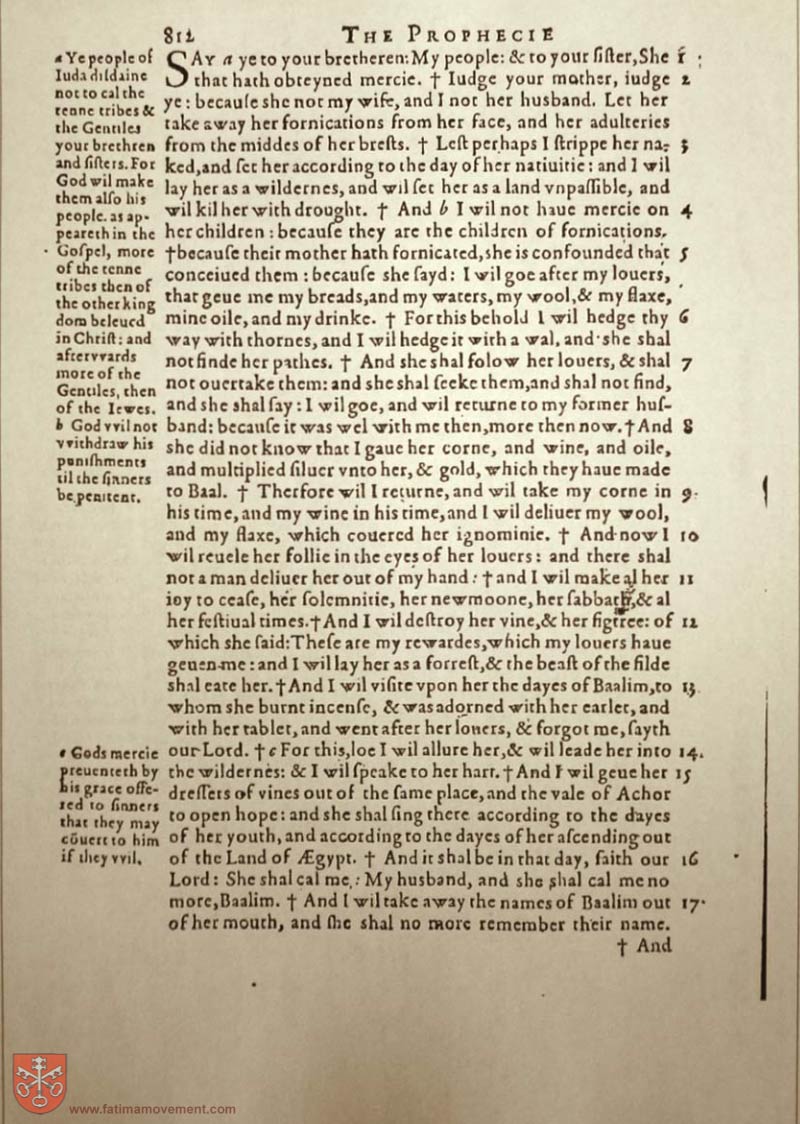 812 THE PROPHECIE
SAY a ye to your bretheren: My people: & to your ſiſter, She 1
that hath obteyned mercie. † Iudge your mother, iudge 2
ye: becauſe she not my wife, and I not her husband. Let her
take away her fornications from her face, and her adulteries
from the middes of her breſts. † Leſt perhaps I ſtrippe her na- 3
ked, and ſet her according to the day of her natiuitie: and I wil
lay her as a wildernes, and wil ſet her as a land vnpaſſible, and
wil kil her with drought. † And b I wil not haue mercie on 4
her children: becauſe they are the children of fornications.
† becauſe their mother hath fornicated, she is confounded that 5
conceiued them: becauſe she ſayd: I wil goe after my louers,
that geue me my breads, and my waters, my wool, & my flaxe,
mine oile, and my drinke. † For this behold I wil hedge thy 6
way with thornes, and I wil hedge it with a wal, and she shal
not finde her pathes. † And she shal folow her louers, & shal 7
not ouertake them: and she shal ſeeke them, and shal not find,
and she shal ſay: I wil goe, and wil returne to my former huſ-
band: becauſe it was wel with me then, more then now. † And 8
she did not know that I gaue her corne, and wine, and oile,
and multiplied ſiluer vnto her, & gold, which they haue made
to Baal. † Therfore wil I returne, and wil take my corne in 9
his time, and my wine in his time, and I wil deliuer my wool,
and my flaxe, which couered her ignominie. † And now I 10
wil reuele her follie in the eyes of her louers: and there shal
not a man deliuer her out of my hand: † and I wil make al her 11
ioy to ceaſe, her ſolemnitie, her newmoone, her ſabbath, & al
her feſtiual times. † And I wil deſtroy her vine, & her figtree: of 12
which she ſaid: Theſe are my rewardes, which my louers haue
geuen me: and I wil lay her as a forreſt, & the beaſt of the filde
shal eate her. † And I wil viſite vpon her the dayes of Baalim, to 13
whom she burnt incenſe, & was adorned with her earlet, and
with her tablet, and went after her louers, & forgot me, ſayth
our Lord. † c For this, loe I wil allure her, & wil leade her into 14.
the wildernes: & I wil ſpeake to her hart. † And I wil geue her 15
dreſſers of vines out of the ſame place, and the vale of Achor
to open hope: and she shal ſing there according to the dayes
of her youth, and according to the dayes of her aſcending out
of the Land of Ægypt. † And it shal be in that day, ſaith our 16
Lord: She shal cal me: My husband, and she shal cal me no
more, Baalim. † And I wil take away the names of Baalim out 17
of her mouth, and she shal no more remember their name.
† And
a Ye people of
Iuda diſdaine
not to cal the
tenne tribes &
the Gentiles
your brethren
and ſiſters. For
God wil make
them alſo his
people. as ap-
peareth in the
Goſpel, more
of the tenne
tribes then of
the other king
dom beleued
in Chriſt: and
aftervvards
more of the
Gentiles, then
of the Iewes.
b God vvil not
vvithdraw his
punishments
til the ſinners
be penitent.
c Gods mercie
preuenteth by
his grace offe-
red to ſinners
that they may
cōuert to him
if they vvil.
www.fatimamovement.com